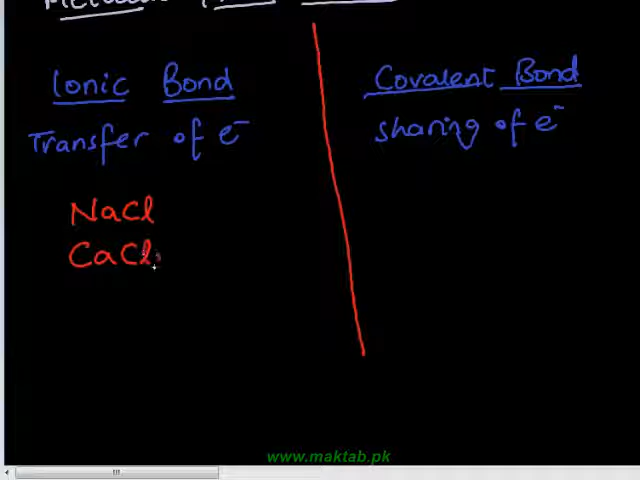 Ionic Bond
Transfer of e⁻
NaCl
CaCl
Covalent Bond
sharing of e⁻
www.maktab.pk